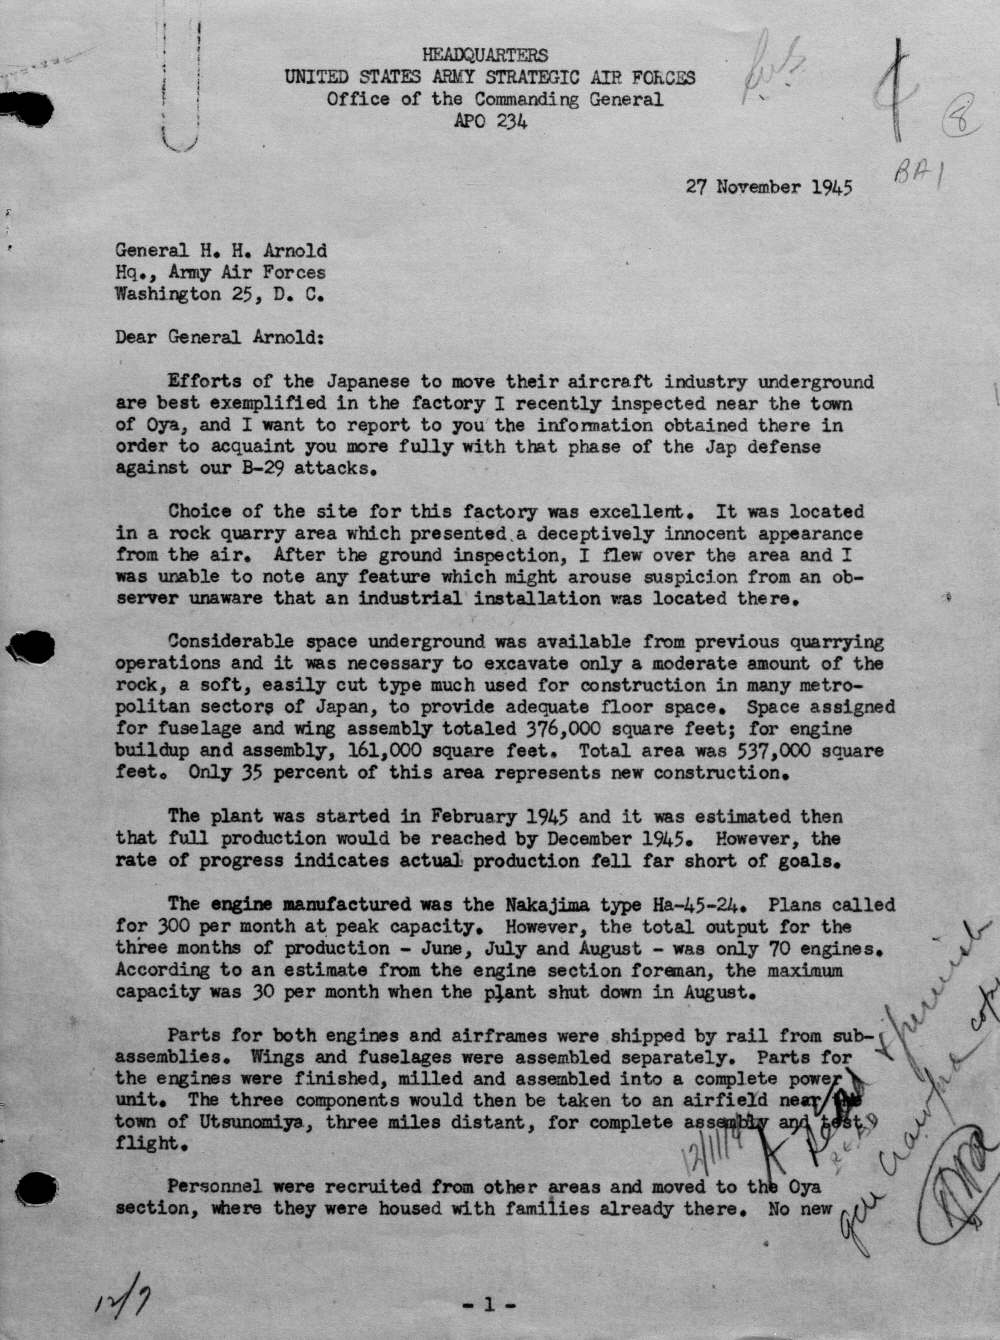 HEADQUARTERS
UNITED STATES ARMY STRATEGIC AIR FORCES
Office of the Commanding General
APO 234
8
BA1
27 November 1945
General H. H. Arnold
Hq., Army Air Forces
Washington 25, D. C.
Dear General Arnold:
Efforts of the Japanese to move their aircraft industry underground
are best exemplified in the factory I recently inspected near the town
of Oya, and I want to report to you the information obtained there in
order to acquaint you more fully with that phase of the Jap defense
against our B-29 attacks.
Choice of the site for this factory was excellent. It was located
in a rock quarry area which presented a deceptively innocent appearance
from the air. After the ground inspection, I flew over the area and I
was unable to note any feature which might arouse suspicion from an ob-
server unaware that an industrial installation was located there.
Considerable space underground was available from previous quarrying
operations and it was necessary to excavate only a moderate amount of the
rock, a soft, easily cut type much used for construction in many metro-
politan sectors of Japan, to provide adequate floor space. Space assigned
for fuselage and wing assembly totaled 376,000 square feet; for engine
buildup and assembly, 161,000 square feet. Total area was 537,000 square
feet. Only 35 percent of this area represents new construction.
The plant was started in February 1945 and it was estimated then
that full production would be reached by December 1945. However, the
rate of progress indicates actual production fell far short of goals.
The engine manufactured was the Nakajima type Ha-45-24. Plans called
for 300 per month at peak capacity. However, the total output for the
three months of production - June, July and August - was only 70 engines.
According to an estimate from the engine section foreman, the maximum
capacity was 30 per month when the plant shut down in August.
Parts for both engines and airframes were shipped by rail from sub-
assemblies. Wings and fuselages were assembled separately. Parts for
the engines were finished, milled and assembled into a complete power
unit. The three components would then be taken to an airfield near the
town of Utsunomiya, three miles distant, for complete assembly and test
flight.
Personnel were recruited from other areas and moved to the Oya
section, where they were housed with families already there. No new
12/7
- 1 -